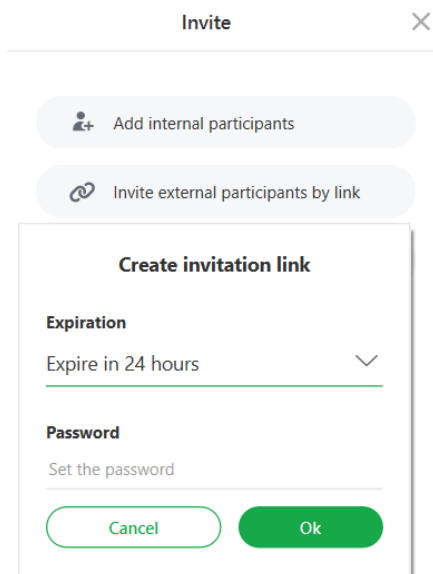 Invite
Add internal participants
Invite external participants by link
Create invitation link
Expiration
Expire in 24 hours
Password
Set the password
Cancel Ok